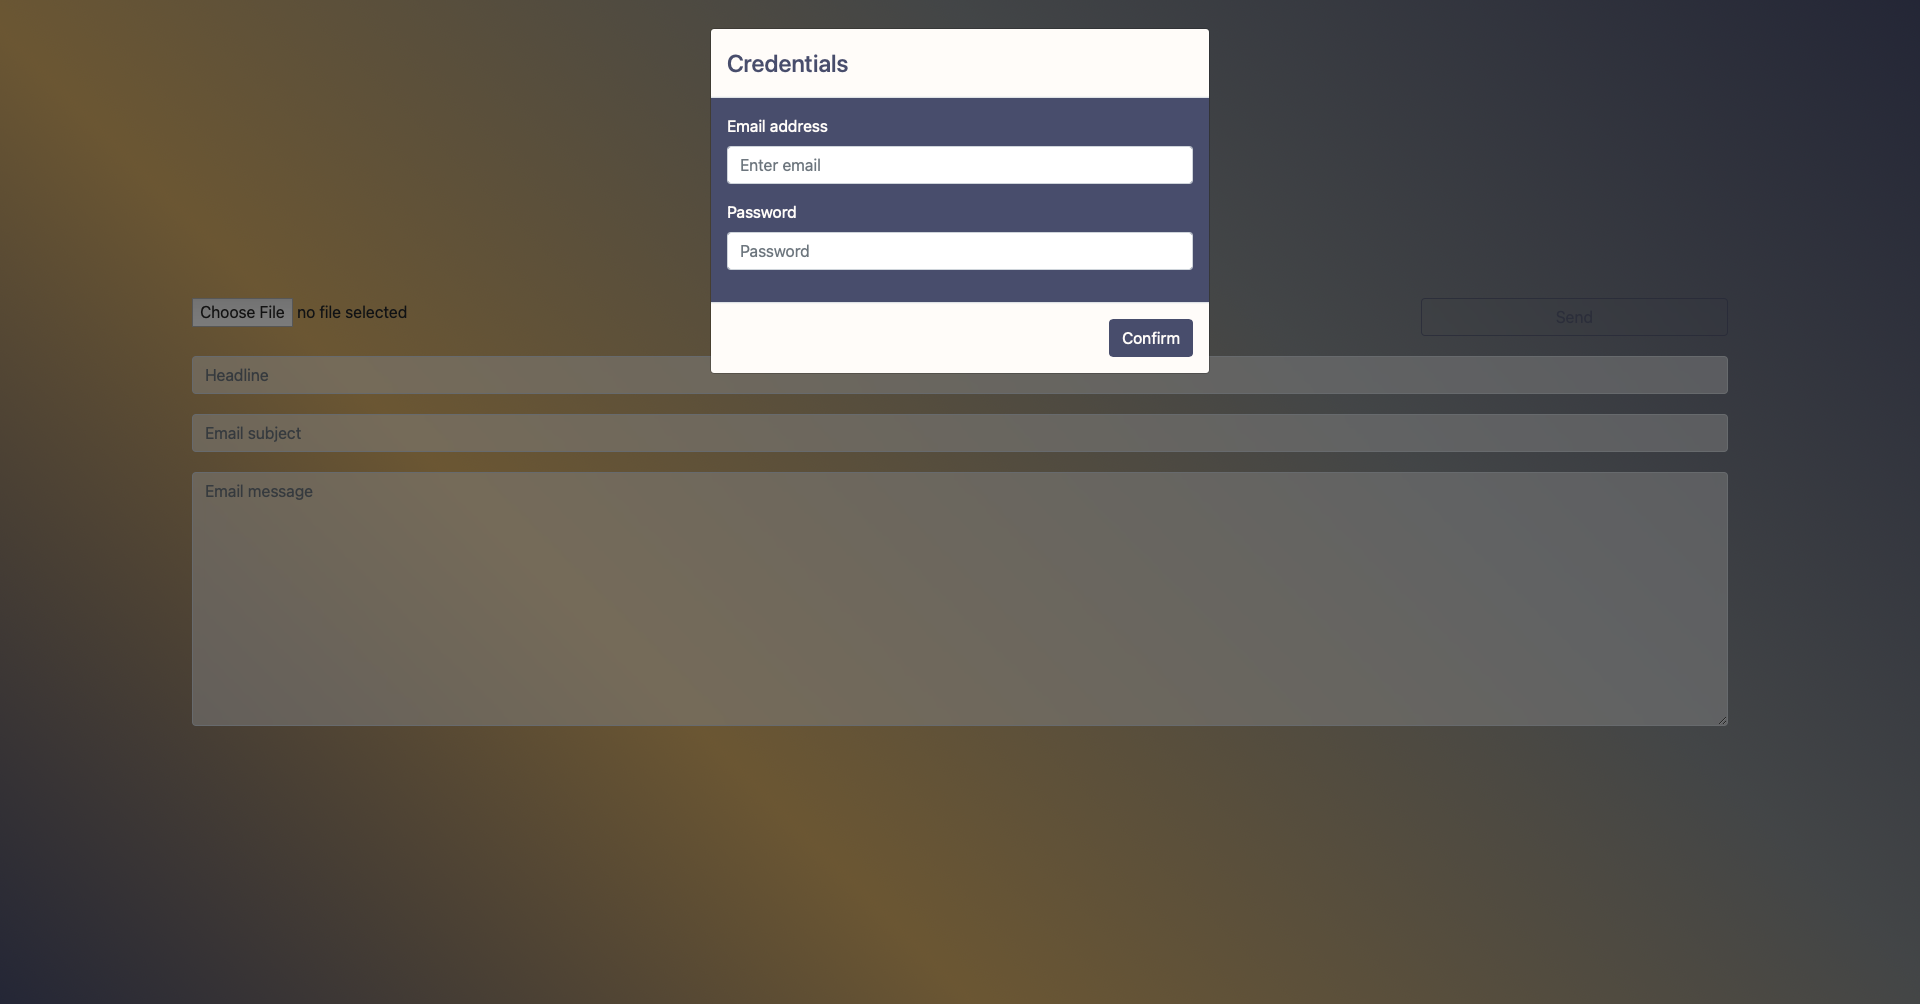 Credentials
Email address
Enter email
Password
Password
Confirm
Choose File no file selected
Send
Headline
Email subject
Email message